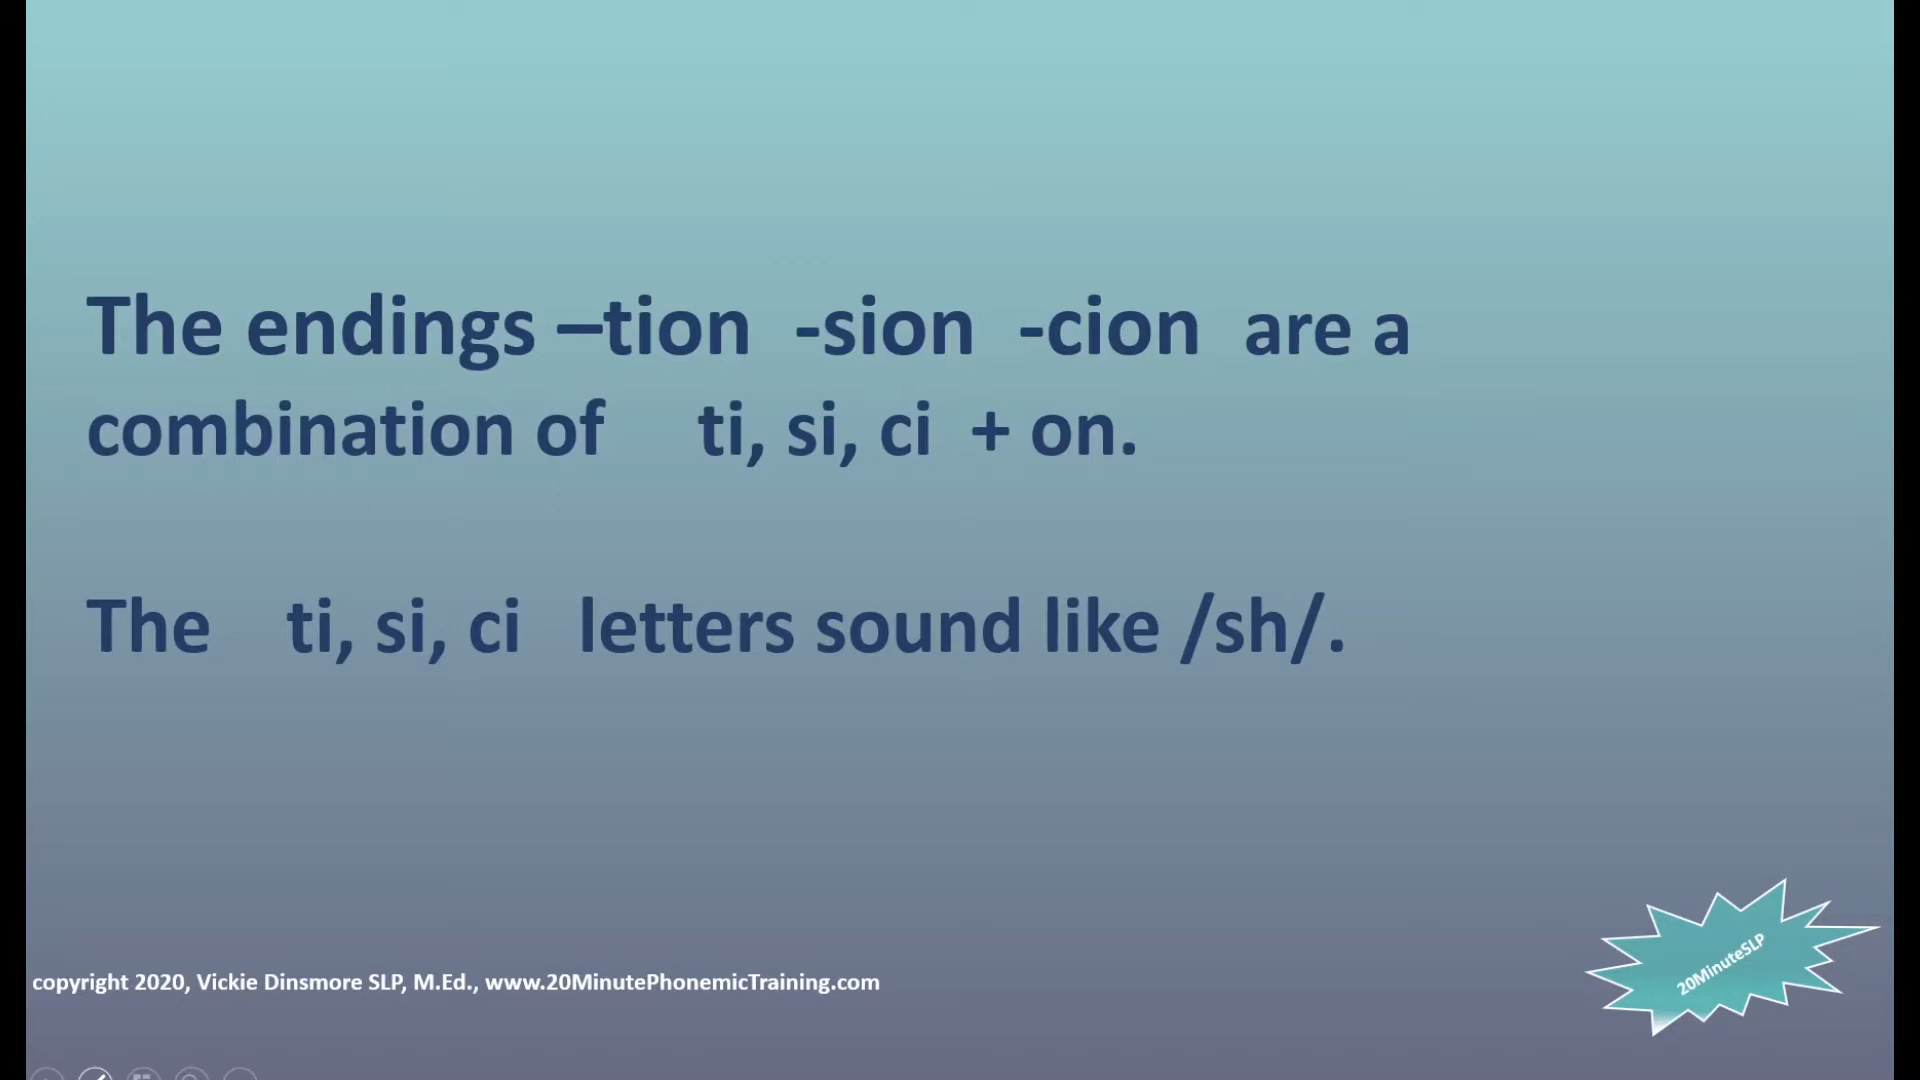 The endings –tion -sion -cion are a
combination of ti, si, ci + on.
The ti, si, ci letters sound like /sh/.
copyright 2020, Vickie Dinsmore SLP, M.Ed., www.20MinutePhonemicTraining.com
20MinuteSLP